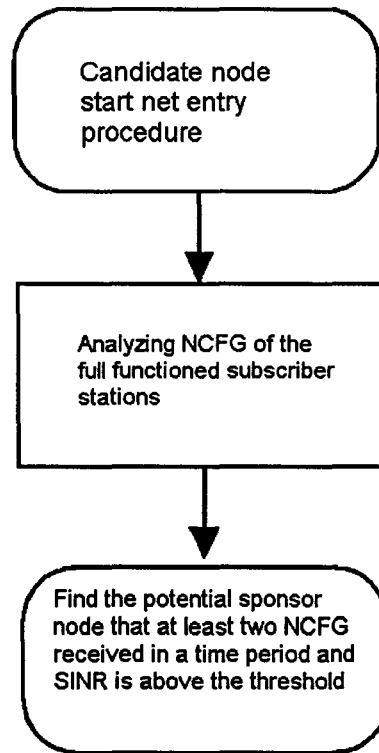 Candidate node
start net entry
procedure
Analyzing NCFG of the
full functioned subscriber
stations
Find the potential sponsor
node that at least two NCFG
received in a time period and
SINR is above the threshold